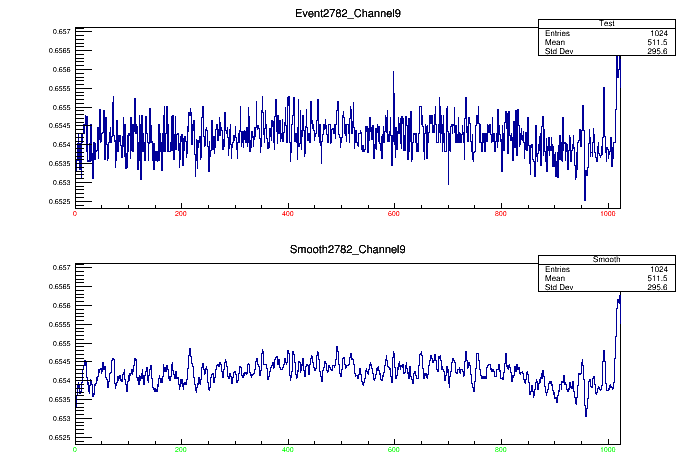 Event2782_Channel9
Test
Entries 1024
Mean 511.5
Std Dev 295.6
0.657
0.6565
0.656
0.6555
0.655
0.6545
0.654
0.6535
0.653
0.6525
0 200 400 600 800 1000
Smooth2782_Channel9
Smooth
Entries 1024
Mean 511.5
Std Dev 295.6
0.657
0.6565
0.656
0.6555
0.655
0.6545
0.654
0.6535
0.653
0.6525
0 200 400 600 800 1000